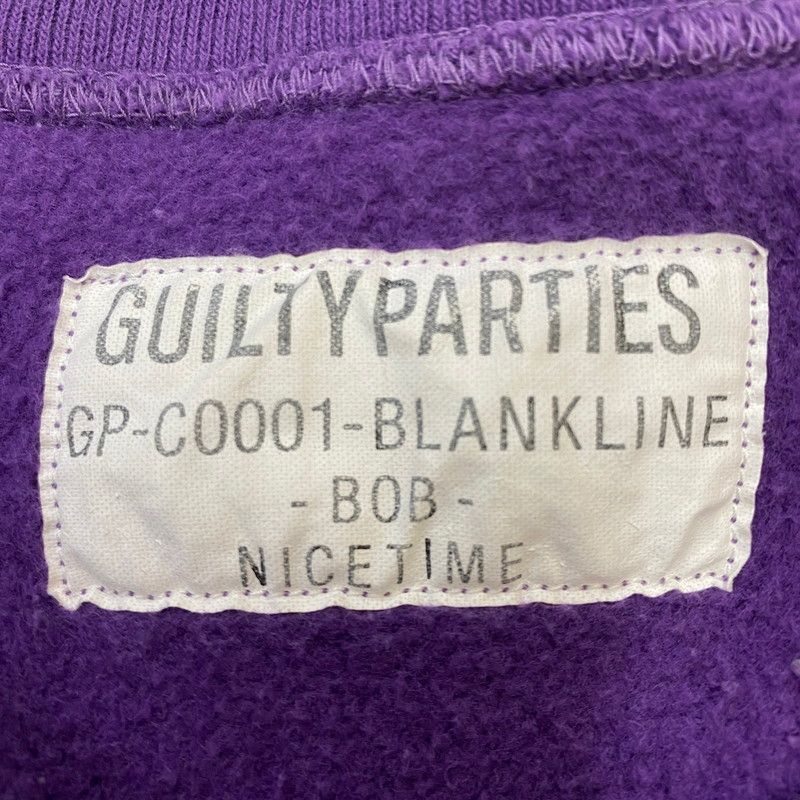 GUILTYPARTIES
GP-C0001-BLANKLINE
- BOB -
NICETIME